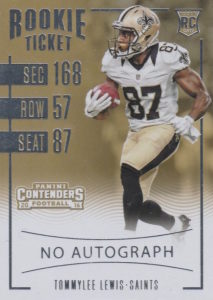 ROOKIE
TICKET
RC
SEC 168
ROW 57
SEAT 87
87
PANINI
CONTENDERS
20 16
FOOTBALL
NO AUTOGRAPH
TOMMYLEE LEWIS-SAINTS